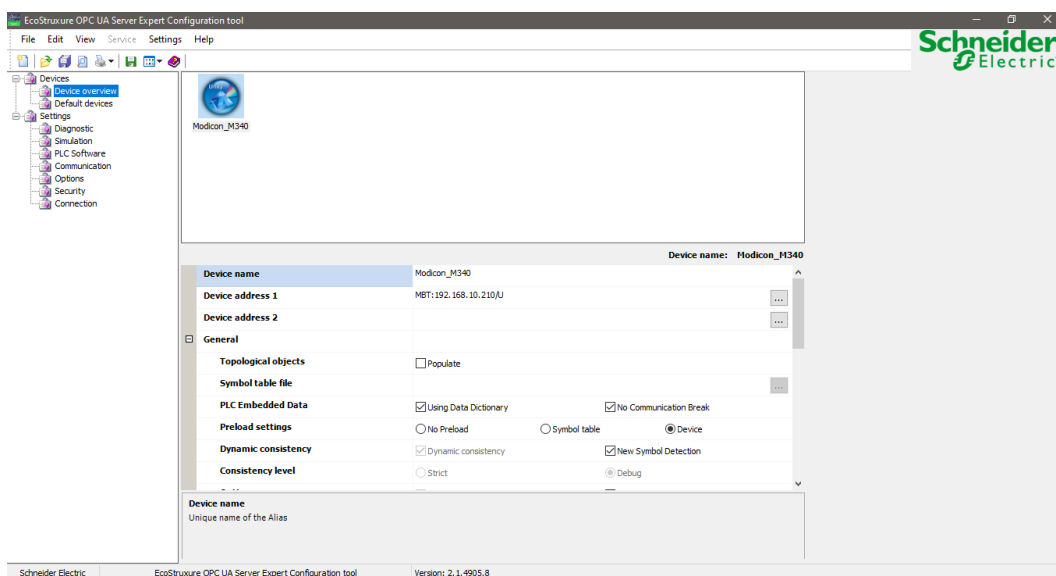 EcoStruxure OPC UA Server Expert Configuration tool
File Edit View Service Settings Help
Schneider
Electric
Devices
Device overview
Default devices
Settings
Diagnostic
Simulation
PLC Software
Communication
Options
Security
Connection
Unity
Modicon_M340
Device name: Modicon_M340
Device name Modicon_M340
Device address 1 MBT:192.168.10.210/U
...
Device address 2
...
General
Topological objects Populate
Symbol table file
...
PLC Embedded Data Using Data Dictionary No Communication Break
Preload settings No Preload Symbol table Device
Dynamic consistency Dynamic consistency New Symbol Detection
Consistency level Strict Debug
Device name
Unique name of the Alias
Schneider Electric EcoStruxure OPC UA Server Expert Configuration tool Version: 2.1.4905.8